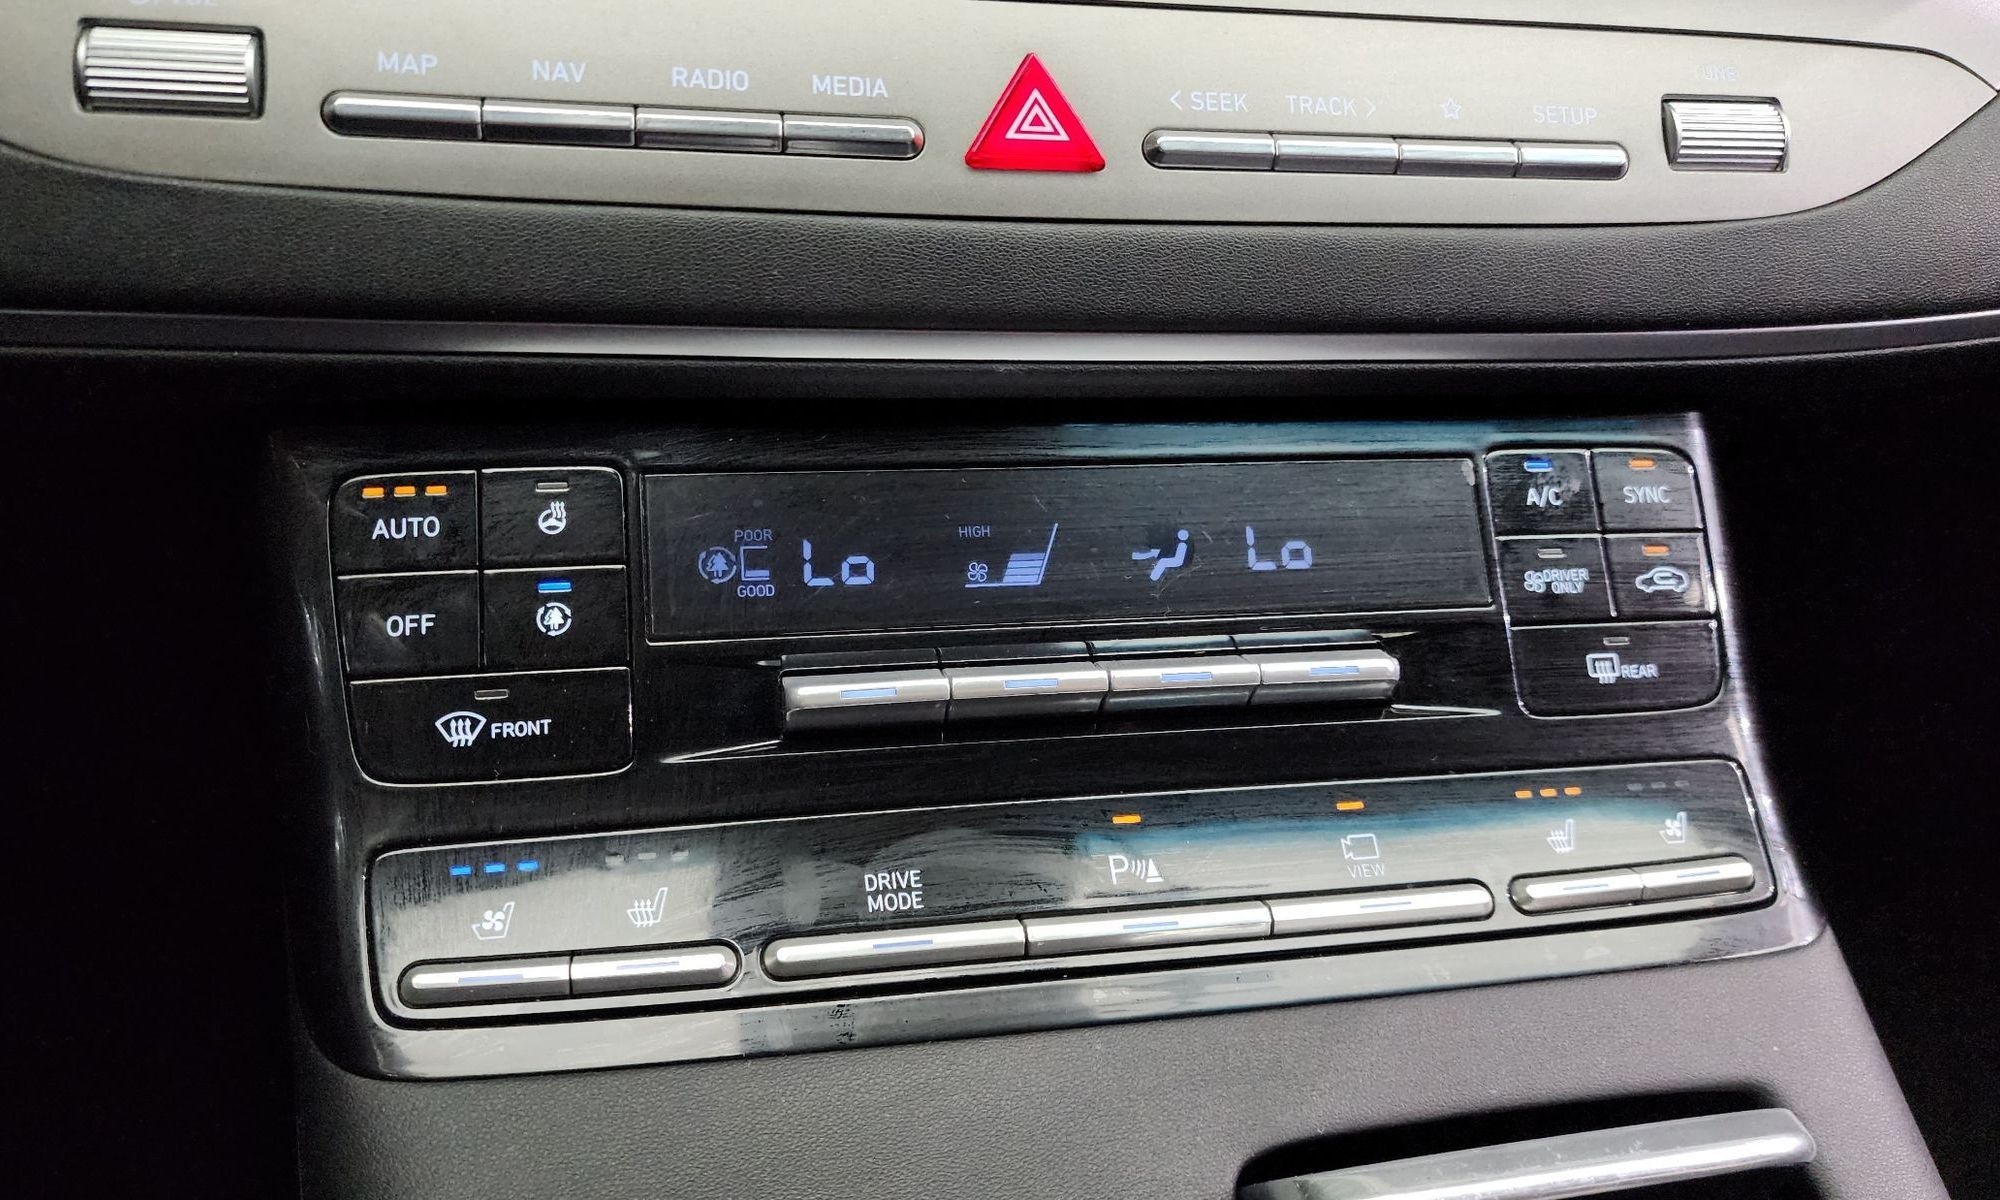 MAP NAV RADIO MEDIA < SEEK TRACK > SETUP TUNE
AUTO
OFF
FRONT
POOR
GOOD
Lo
HIGH
Lo
A/C SYNC
DRIVER
ONLY
REAR
DRIVE
MODE
P
VIEW